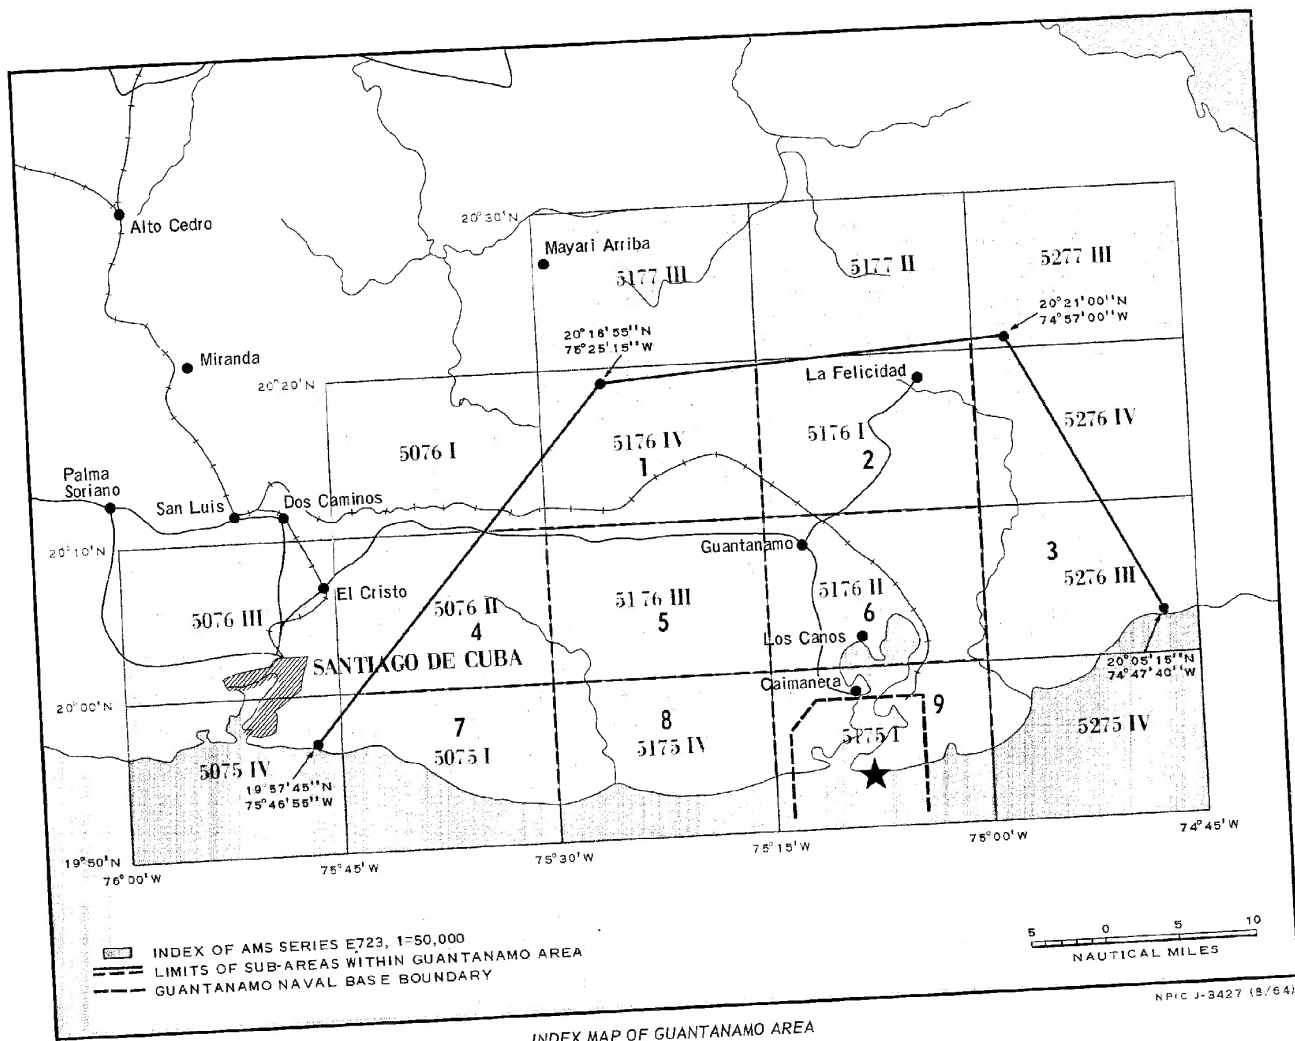 Alto Cedro
20°30'N
Mayari Arriba
5177 III
5177 II
5277 III
20°21'00"N
74°57'00"W
20°18'55"N
75°25'15"W
Miranda
20°20'N
La Felicidad
5076 I
5176 IV
1
5176 I
2
5276 IV
Palma
Soriano
San Luis
Dos Caminos
20°10'N
Guantanamo
3
El Cristo
5076 III
5076 II
4
5176 III
5
5176 II
6
5276 III
Los Canos
SANTIAGO DE CUBA
20°05'15"N
74°47'40"W
Caimanera
20°00'N
7
8
9
5075 IV
5075 I
5175 IV
5175 I
5275 IV
19°57'45"N
75°46'55"W
19°50'N
76°00'W
75°45'W
75°30'W
75°15'W
75°00'W
74°45'W
INDEX OF AMS SERIES E723, 1=50,000
LIMITS OF SUB-AREAS WITHIN GUANTANAMO AREA
GUANTANAMO NAVAL BASE BOUNDARY
5 0 5 10
NAUTICAL MILES
NPIC J-3427 (8/64)
INDEX MAP OF GUANTANAMO AREA